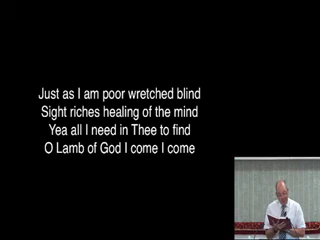 Just as I am poor wretched blind
Sight riches healing of the mind
Yea all I need in Thee to find
O Lamb of God I come I come